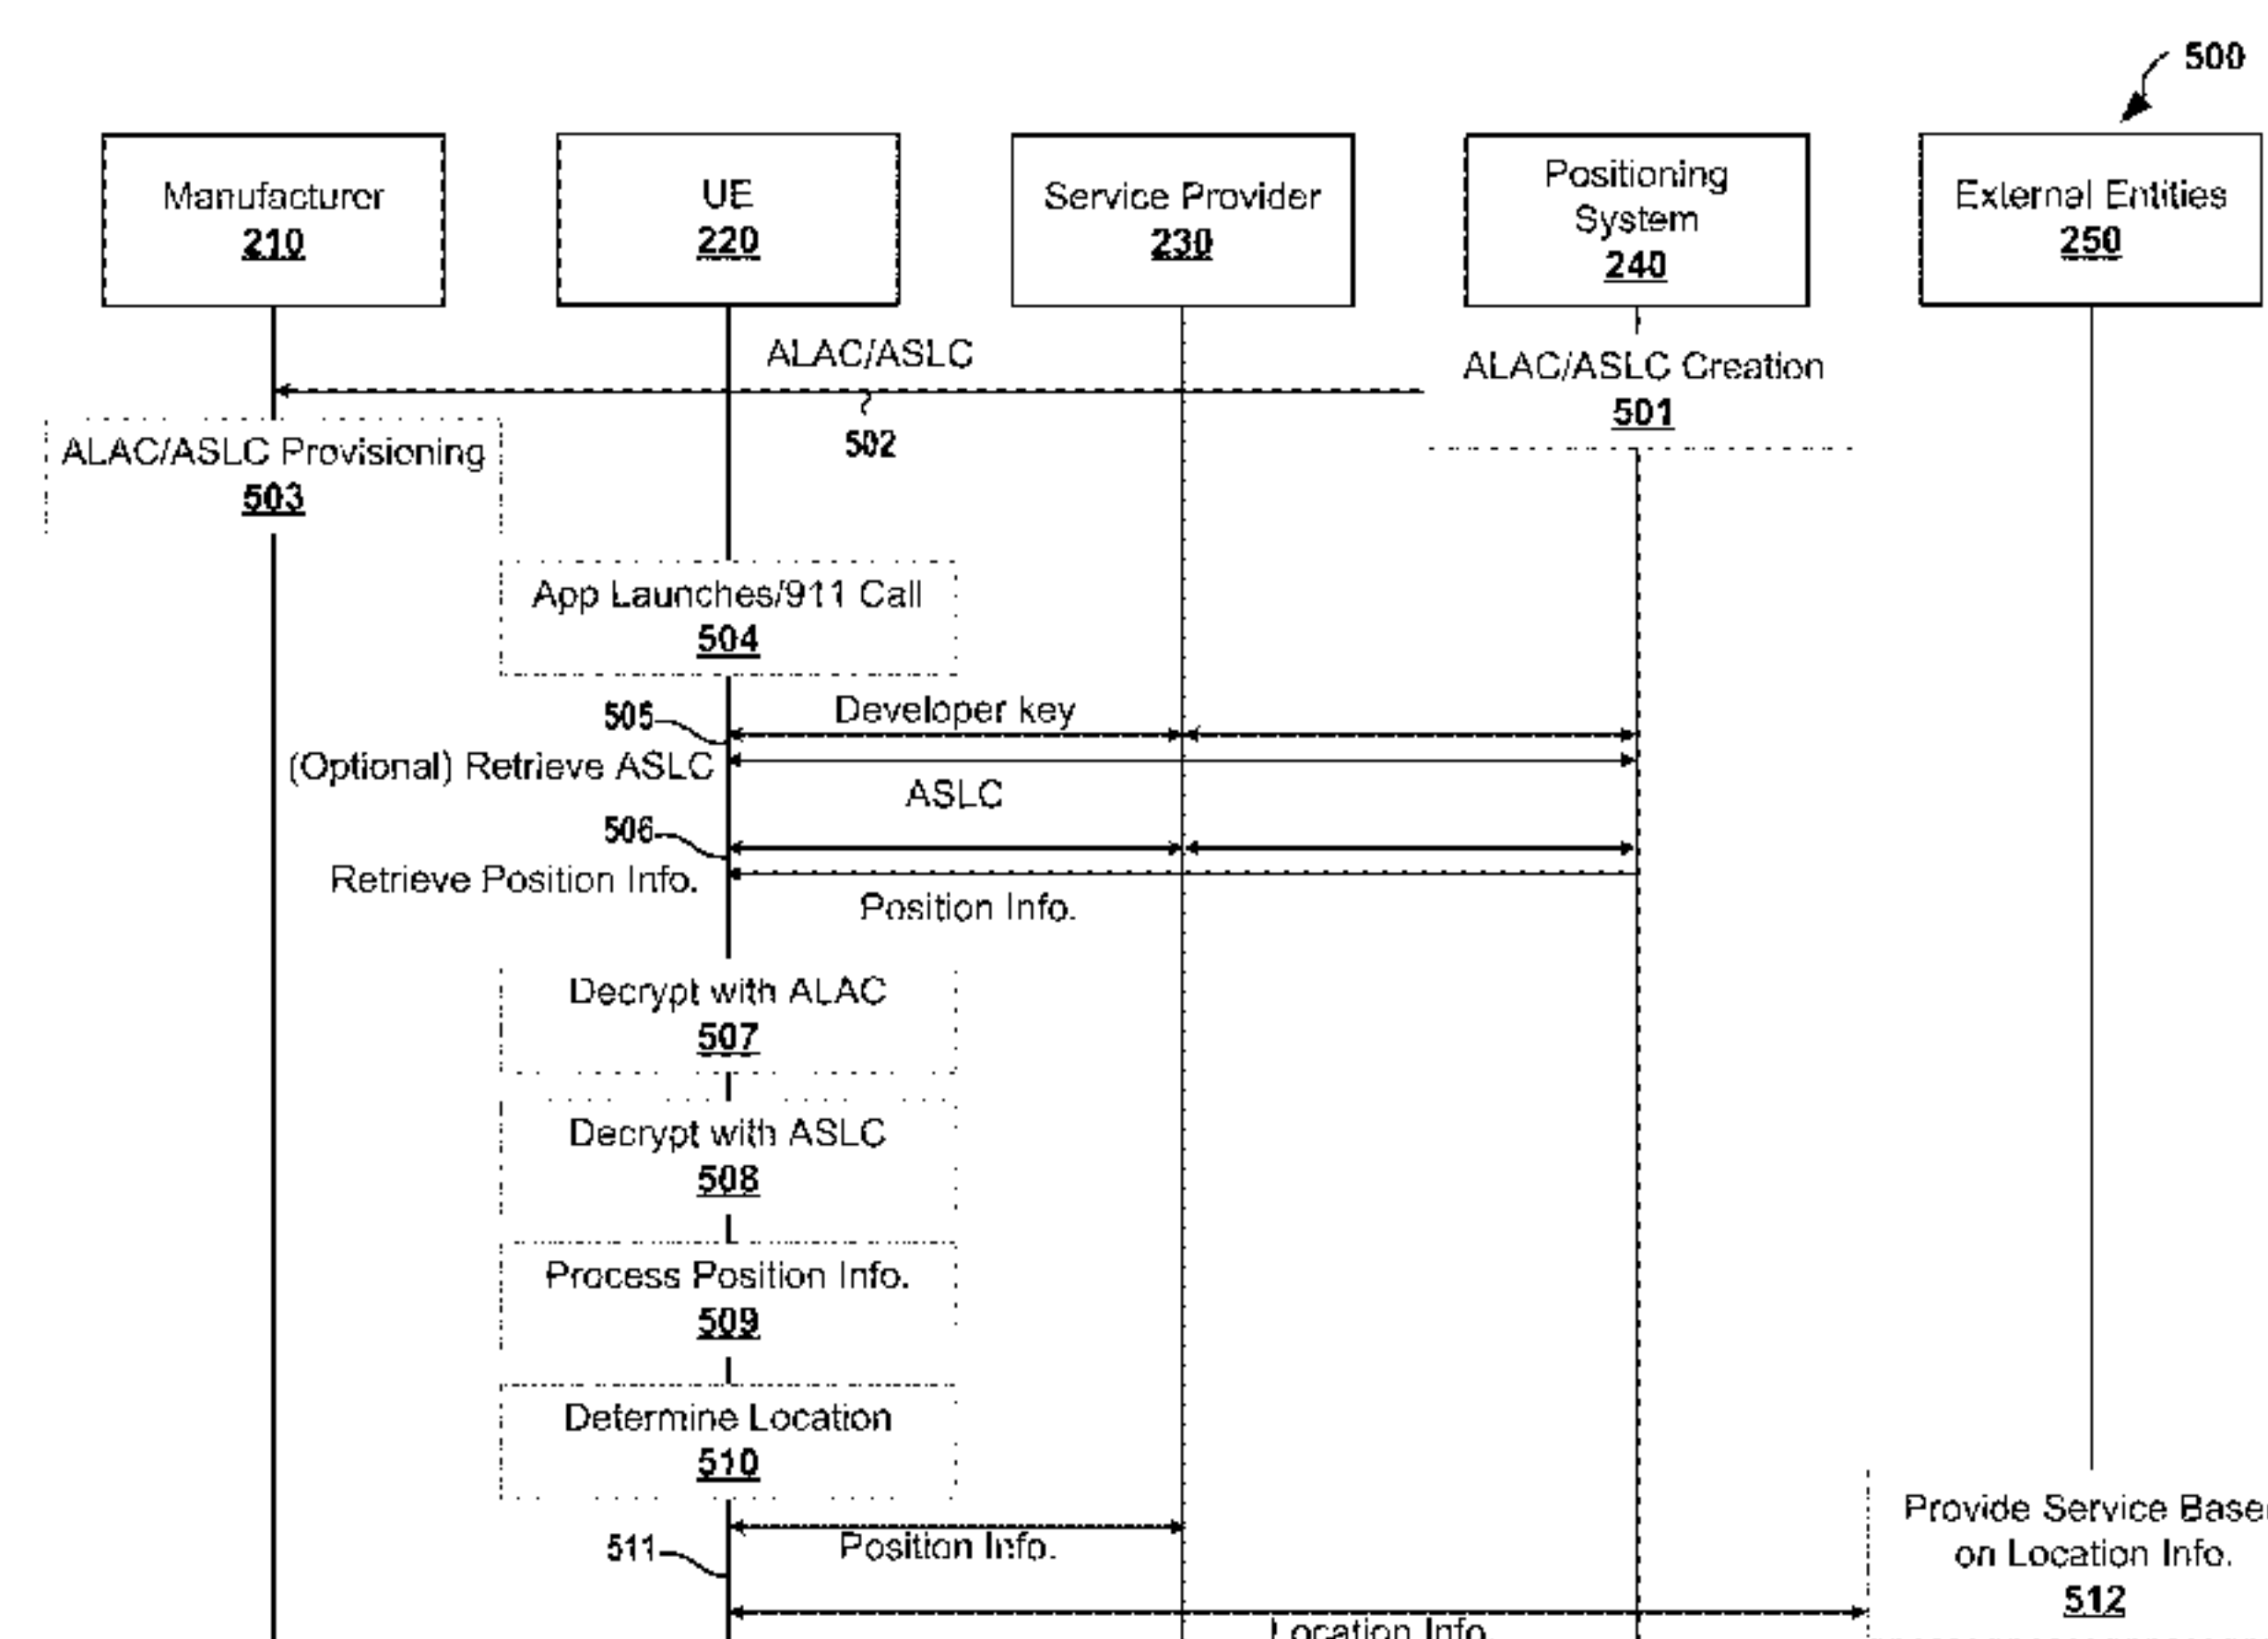 500
Manufacturer
210
UE
220
Service Provider
230
Positioning
System
240
External Entities
250
ALAC/ASLC
502
ALAC/ASLC Creation
501
ALAC/ASLC Provisioning
503
App Launches/911 Call
504
505
Developer key
(Optional) Retrieve ASLC
ASLC
506
Retrieve Position Info.
Position Info.
Decrypt with ALAC
507
Decrypt with ASLC
508
Process Position Info.
509
Determine Location
510
511
Position Info.
Provide Service Base
on Location Info.
512
Location Info